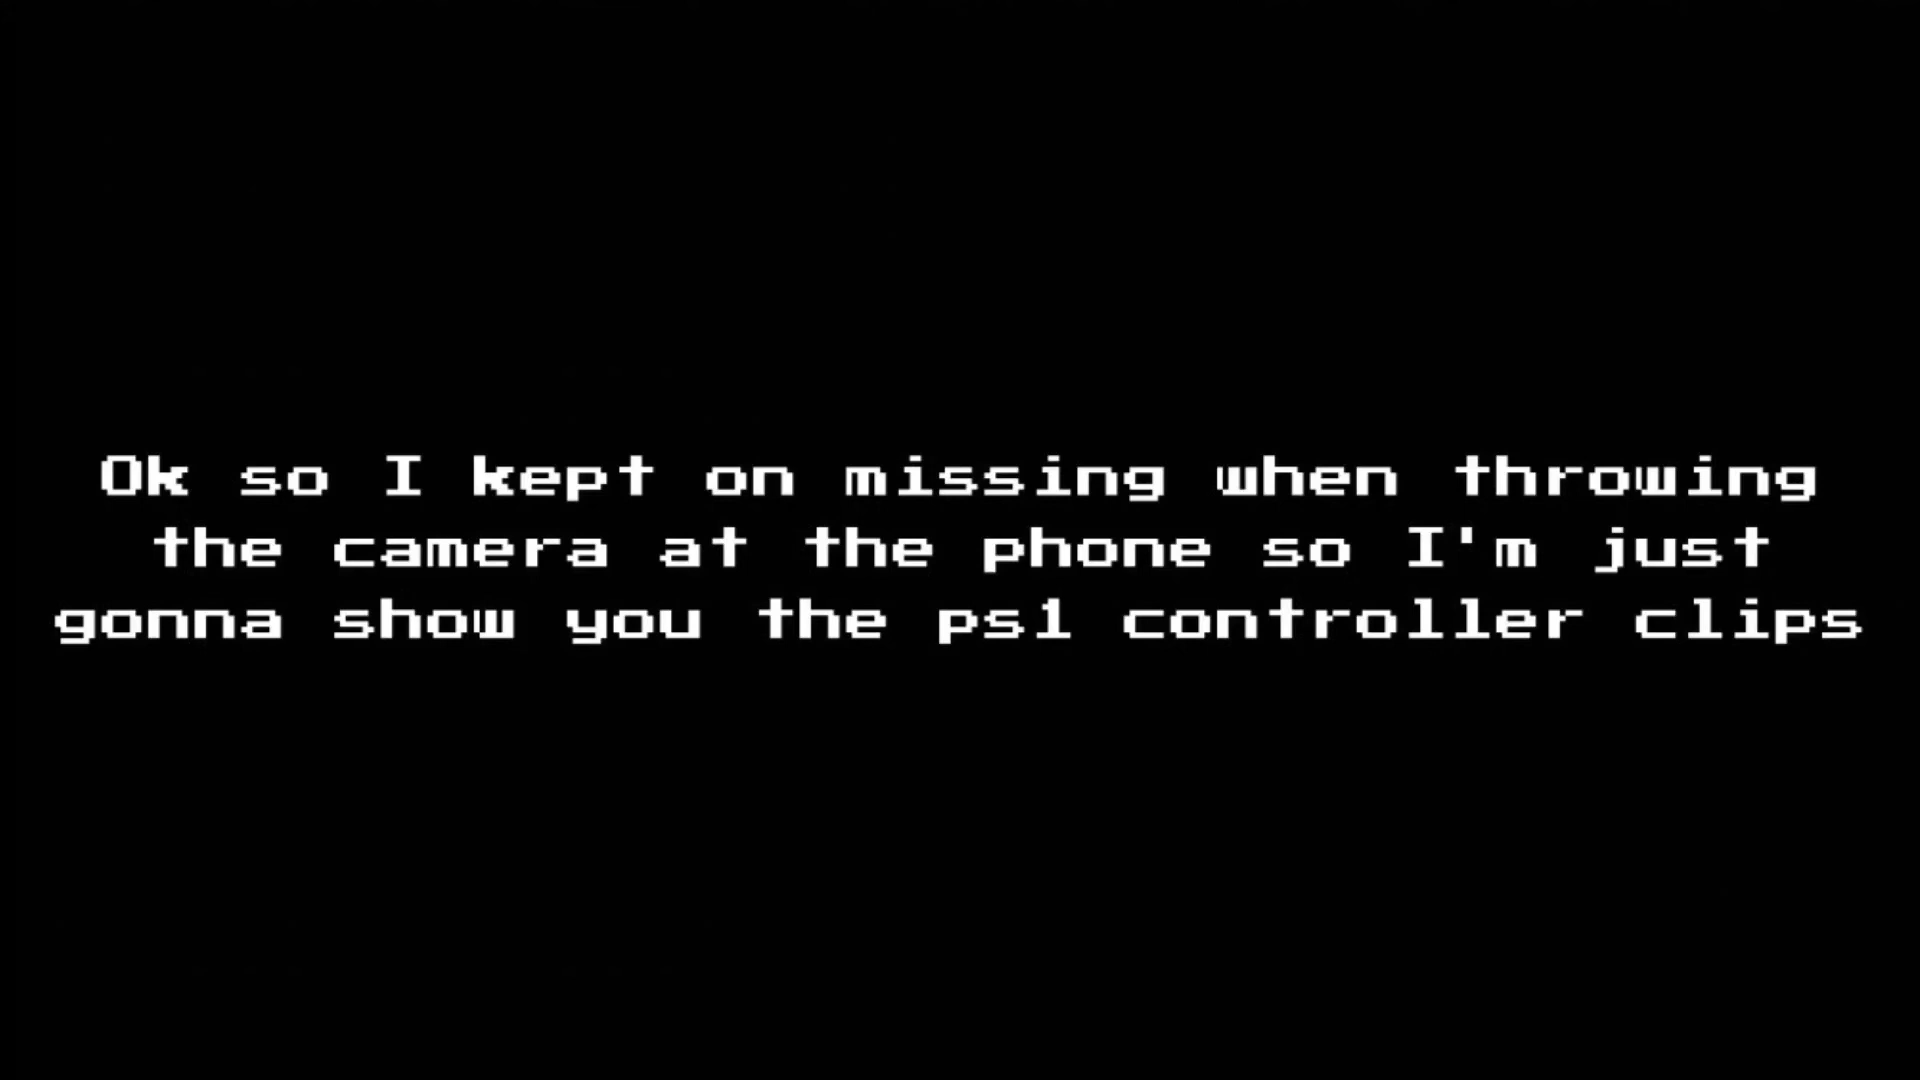 Ok so I kept on missing when throwing
the camera at the phone so I'm just
gonna show you the ps1 controller clips